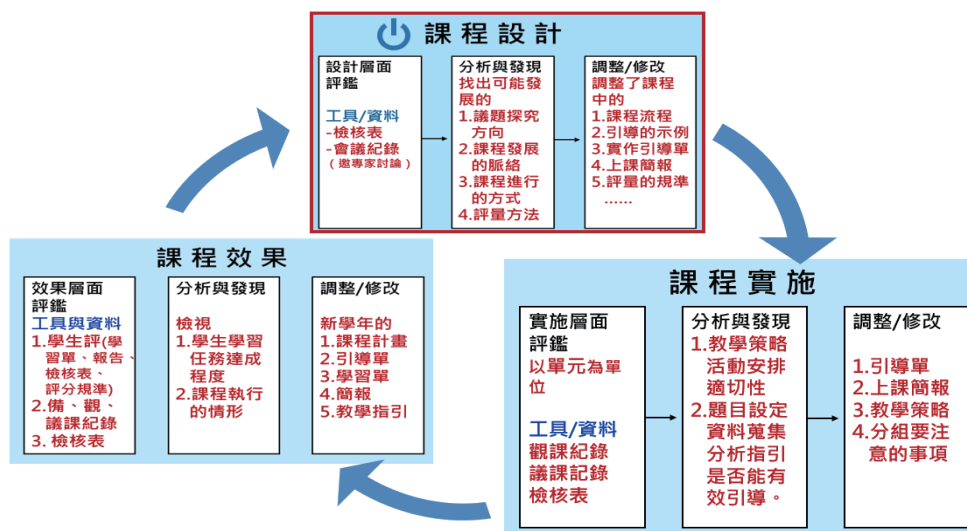 課程設計
設計層面
評鑑
工具/資料
-檢核表
-會議紀錄
(邀專家討論)
分析與發現
找出可能發
展的
1.議題探究
方向
2.課程發展
的脈絡
3.課程進行
的方式
4.評量方法
調整/修改
調整了課程
中的
1.課程流程
2.引導的示例
3.實作引導單
4.上課簡報
5.評量的規準
……
課程效果
效果層面
評鑑
工具與資料
1.學生評(學
習單、報告、
檢核表、
評分規準)
2.備、觀、
議課紀錄
3.檢核表
分析與發現
檢視
1.學生學習
任務達成
程度
2.課程執行
的情形
調整/修改
新學年的
1.課程計畫
2.引導單
3.學習單
4.簡報
5.教學指引
課程實施
實施層面
評鑑
以單元為單
位
工具/資料
觀課紀錄
議課記錄
檢核表
分析與發現
1.教學策略
活動安排
適切性
2.題目設定
資料蒐集
分析指引
是否能有
效引導。
調整/修改
1.引導單
2.上課簡報
3.教學策略
4.分組要注
意的事項